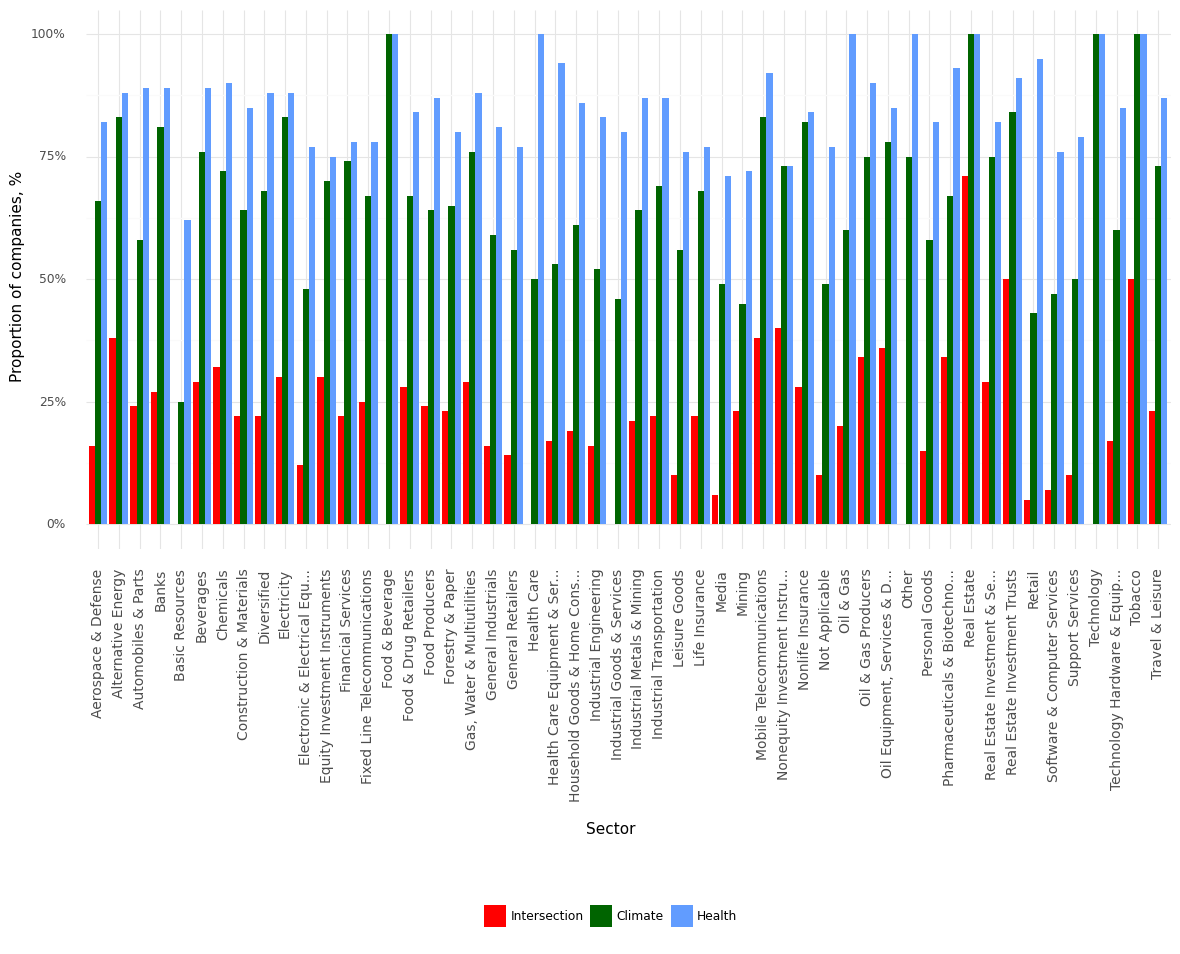 Proportion of companies, %
100%
75%
50%
25%
0%
Aerospace & Defense
Alternative Energy
Automobiles & Parts
Banks
Basic Resources
Beverages
Chemicals
Construction & Materials
Diversified
Electricity
Electronic & Electrical Equ...
Equity Investment Instruments
Financial Services
Fixed Line Telecommunications
Food & Beverage
Food & Drug Retailers
Food Producers
Forestry & Paper
Gas, Water & Multiutilities
General Industrials
General Retailers
Health Care
Health Care Equipment & Ser...
Household Goods & Home Cons...
Industrial Engineering
Industrial Goods & Services
Industrial Metals & Mining
Industrial Transportation
Leisure Goods
Life Insurance
Media
Mining
Mobile Telecommunications
Nonequity Investment Instru...
Nonlife Insurance
Not Applicable
Oil & Gas
Oil & Gas Producers
Oil Equipment, Services & D...
Other
Personal Goods
Pharmaceuticals & Biotechno...
Real Estate
Real Estate Investment & Se...
Real Estate Investment Trusts
Retail
Software & Computer Services
Support Services
Technology
Technology Hardware & Equip...
Tobacco
Travel & Leisure
Sector
Intersection
Climate
Health